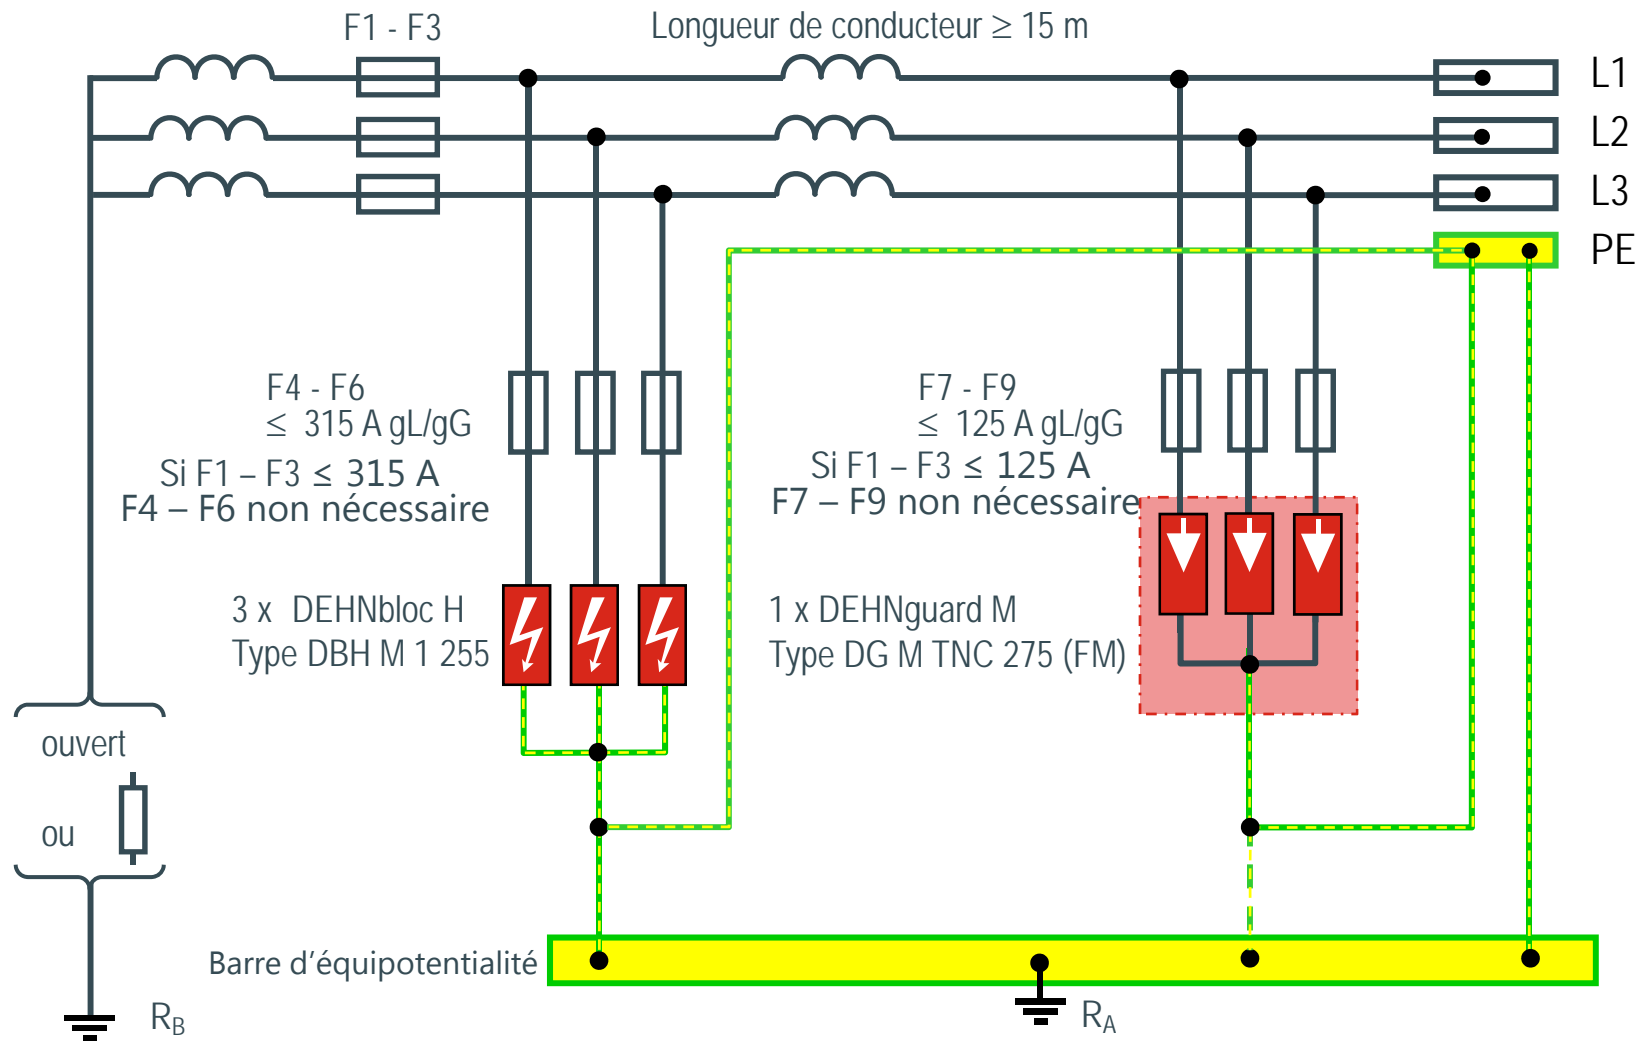 F1 - F3
Longueur de conducteur ≥ 15 m
L1
L2
L3
PE
F4 - F6
≤ 315 A gL/gG
Si F1 – F3 ≤ 315 A
F4 – F6 non nécessaire
F7 - F9
≤ 125 A gL/gG
Si F1 – F3 ≤ 125 A
F7 – F9 non nécessaire
3 x DEHNbloc H
Type DBH M 1 255
1 x DEHNguard M
Type DG M TNC 275 (FM)
ouvert
ou
Barre d’équipotentialité
RB
RA